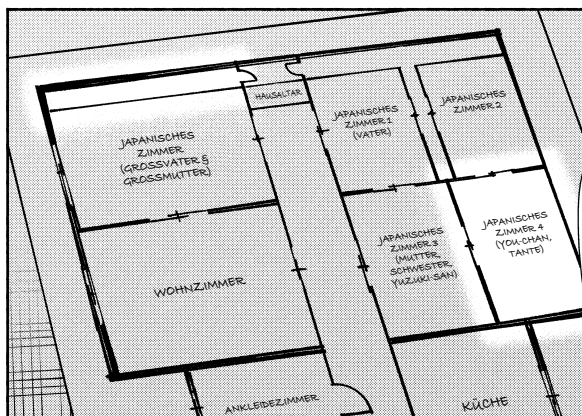 HAUSALTAR
JAPANISCHES
ZIMMER
(GROSSVATER &
GROSSMUTTER)
JAPANISCHES
ZIMMER 1
(VATER)
JAPANISCHES
ZIMMER 2
JAPANISCHES
ZIMMER 3
(MUTTER,
SCHWESTER,
YUZUKI-SAN)
JAPANISCHES
ZIMMER 4
(YOU-CHAN,
TANTE)
WOHNZIMMER
ANKLEIDEZIMMER
KÜCHE